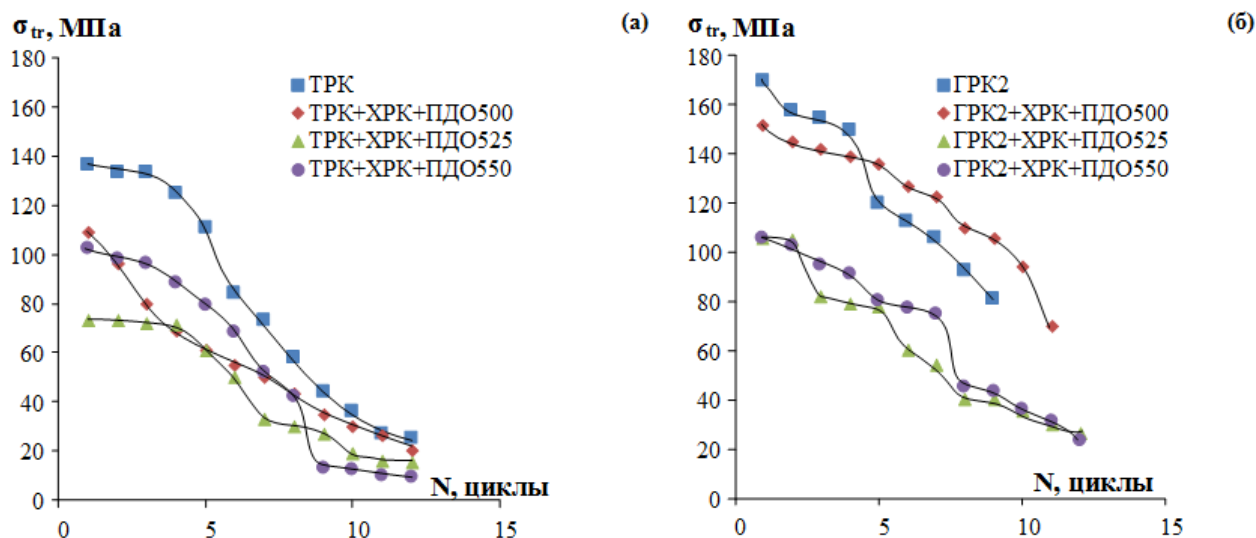 σ tr, МПа
(а)
180
160
140
120
100
80
60
40
20
0
ТРК
ТРК+ХРК+ПДО500
ТРК+ХРК+ПДО525
ТРК+ХРК+ПДО550
N, циклы
0 5 10 15
σ tr, МПа
(б)
180
160
140
120
100
80
60
40
20
0
ГРК2
ГРК2+ХРК+ПДО500
ГРК2+ХРК+ПДО525
ГРК2+ХРК+ПДО550
N, циклы
0 5 10 15